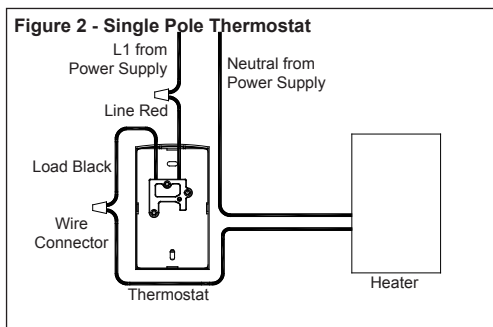 Figure 2 - Single Pole Thermostat
L1 from
Power Supply
Neutral from
Power Supply
Line Red
Load Black
Wire
Connector
Thermostat
Heater